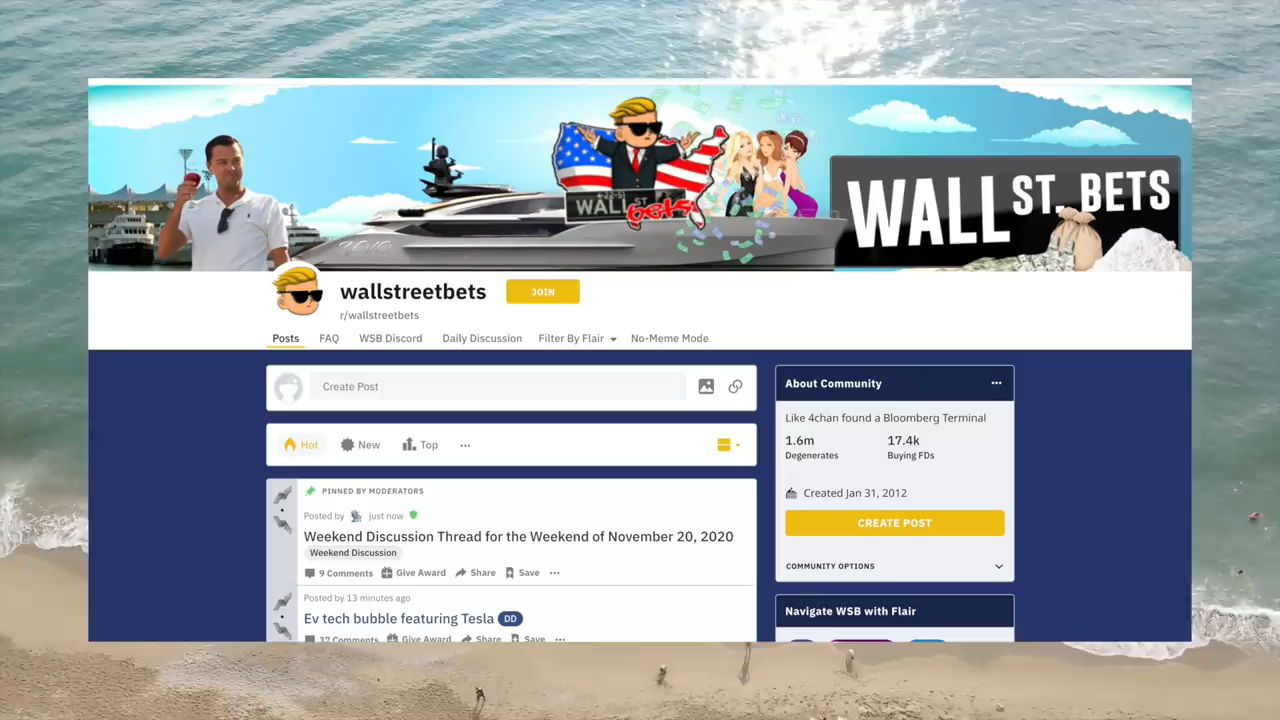 WALL ST. BETS
WALL ST
bets
wallstreetbets
JOIN
r/wallstreetbets
Posts FAQ WSB Discord Daily Discussion Filter By Flair No-Meme Mode
Create Post
Hot New Top ...
PINNED BY MODERATORS
Posted by just now
Weekend Discussion Thread for the Weekend of November 20, 2020
Weekend Discussion
9 Comments Give Award Share Save ...
Posted by 13 minutes ago
Ev tech bubble featuring Tesla DD
37 Comments Give Award Share Save ...
About Community ...
Like 4chan found a Bloomberg Terminal
1.6m 17.4k
Degenerates Buying FDs
Created Jan 31, 2012
CREATE POST
COMMUNITY OPTIONS
Navigate WSB with Flair